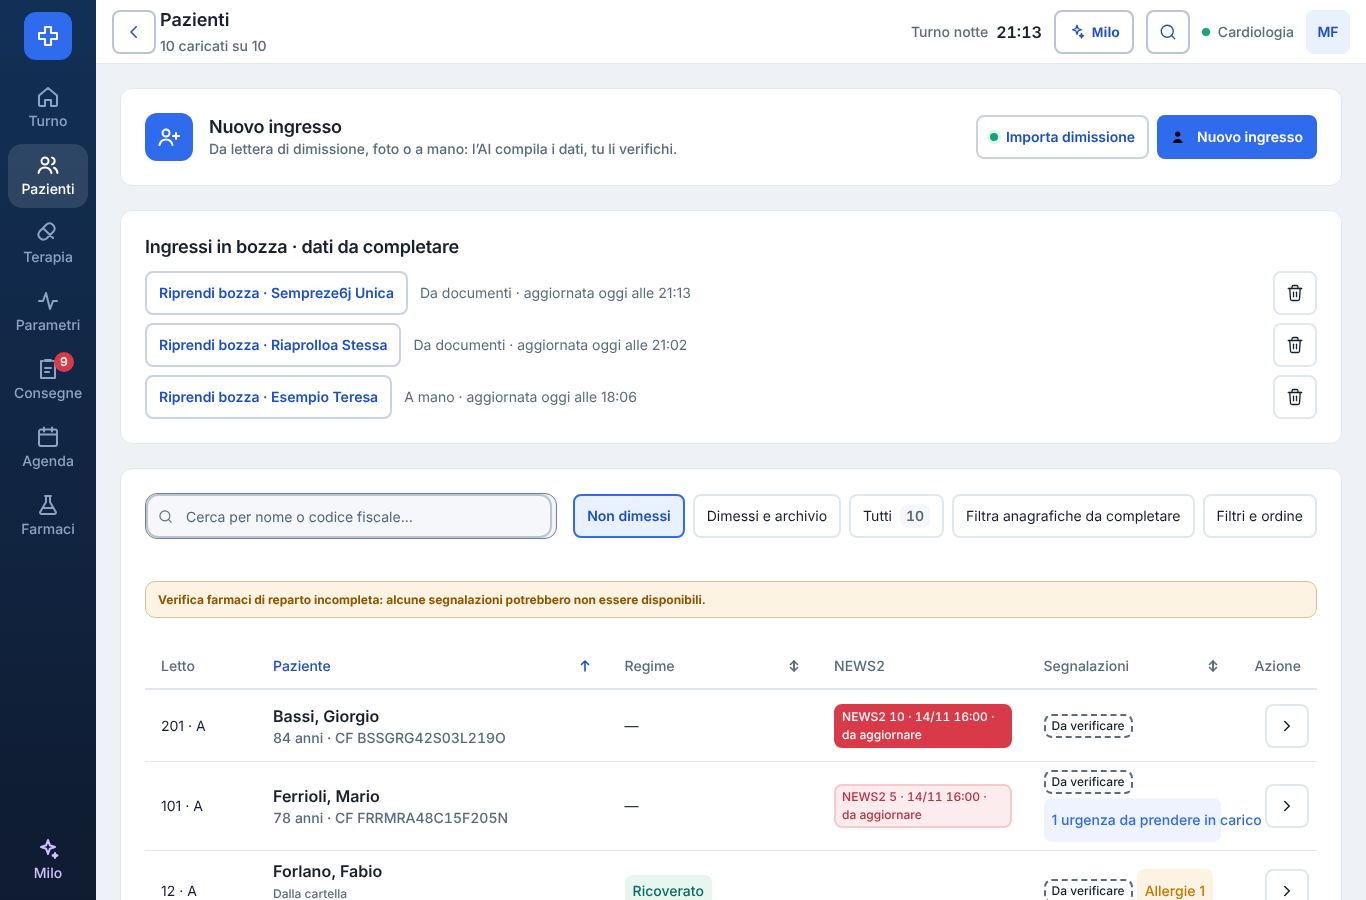 Pazienti
10 caricati su 10
Turno notte 21:13
Milo
Cardiologia
MF
Turno
Pazienti
Terapia
Parametri
9
Consegne
Agenda
Farmaci
Milo
Nuovo ingresso
Da lettera di dimissione, foto o a mano: l'AI compila i dati, tu li verifichi.
Importa dimissione
Nuovo ingresso
Ingressi in bozza · dati da completare
Riprendi bozza · Sempreze6j Unica Da documenti · aggiornata oggi alle 21:13
Riprendi bozza · Riaprolloa Stessa Da documenti · aggiornata oggi alle 21:02
Riprendi bozza · Esempio Teresa A mano · aggiornata oggi alle 18:06
Cerca per nome o codice fiscale...
Non dimessi
Dimessi e archivio
Tutti 10
Filtra anagrafiche da completare
Filtri e ordine
Verifica farmaci di reparto incompleta: alcune segnalazioni potrebbero non essere disponibili.
Letto Paziente Regime NEWS2 Segnalazioni Azione
201 · A
Bassi, Giorgio
84 anni · CF BSSGRG42S03L219O
—
NEWS2 10 · 14/11 16:00 ·
da aggiornare
Da verificare
101 · A
Ferrioli, Mario
78 anni · CF FRRMRA48C15F205N
—
NEWS2 5 · 14/11 16:00 ·
da aggiornare
Da verificare
1 urgenza da prendere in carico
12 · A
Forlano, Fabio
Dalla cartella
Ricoverato
Da verificare
Allergie 1